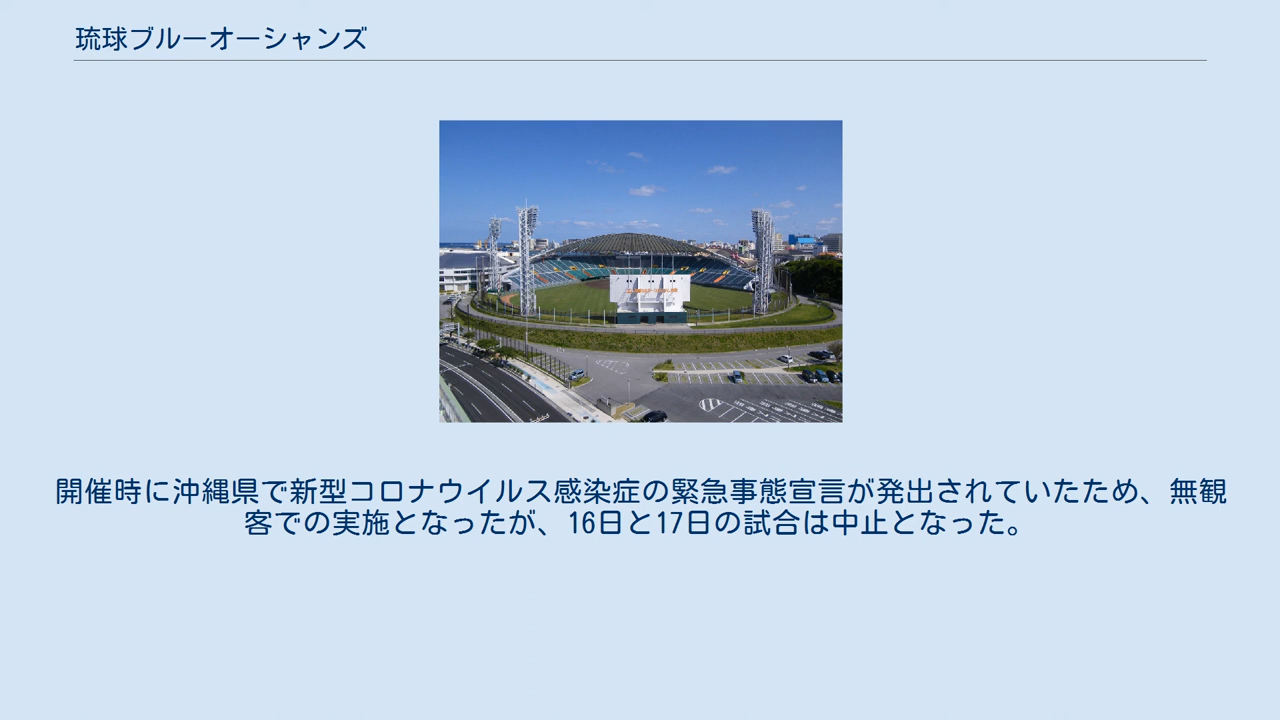 琉球ブルーオーシャンズ
開催時に沖縄県で新型コロナウイルス感染症の緊急事態宣言が発出されていたため、無観
客での実施となったが、16日と17日の試合は中止となった。